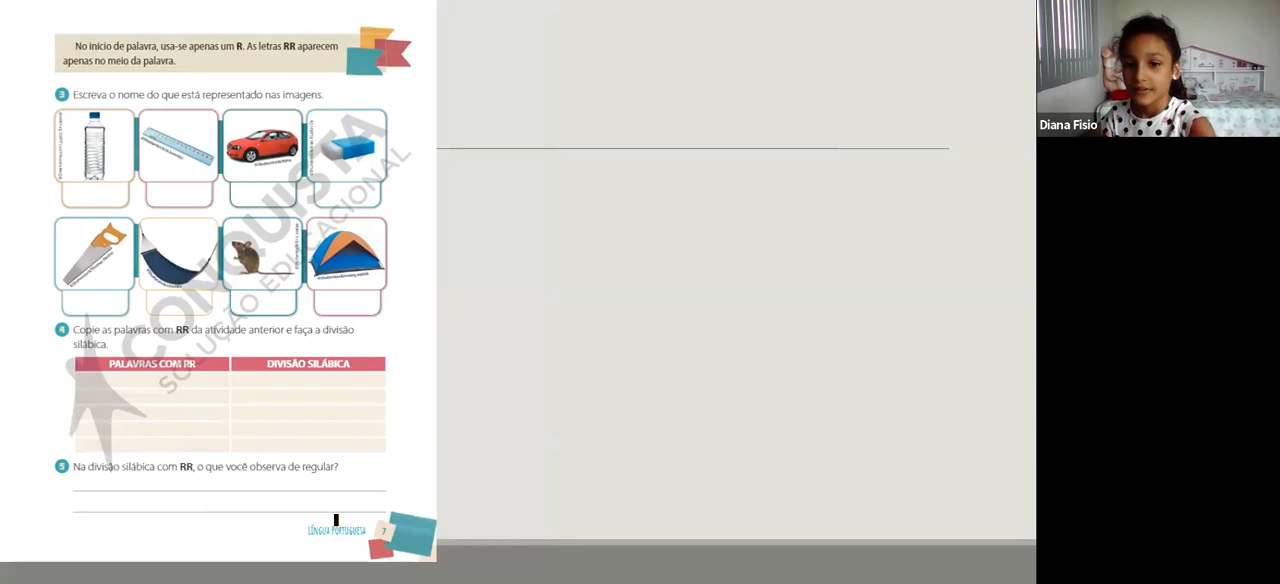 No início de palavra, usa-se apenas um R. As letras RR aparecem
apenas no meio da palavra.
3 Escreva o nome do que está representado nas imagens.
4 Copie as palavras com RR da atividade anterior e faça a divisão
silábica.
PALAVRAS COM RR
DIVISÃO SILÁBICA
5 Na divisão silábica com RR, o que você observa de regular?
LÍNGUA PORTUGUESA
7
CONQUISTA
SOLUÇÃO EDUCACIONAL
Diana Fisio